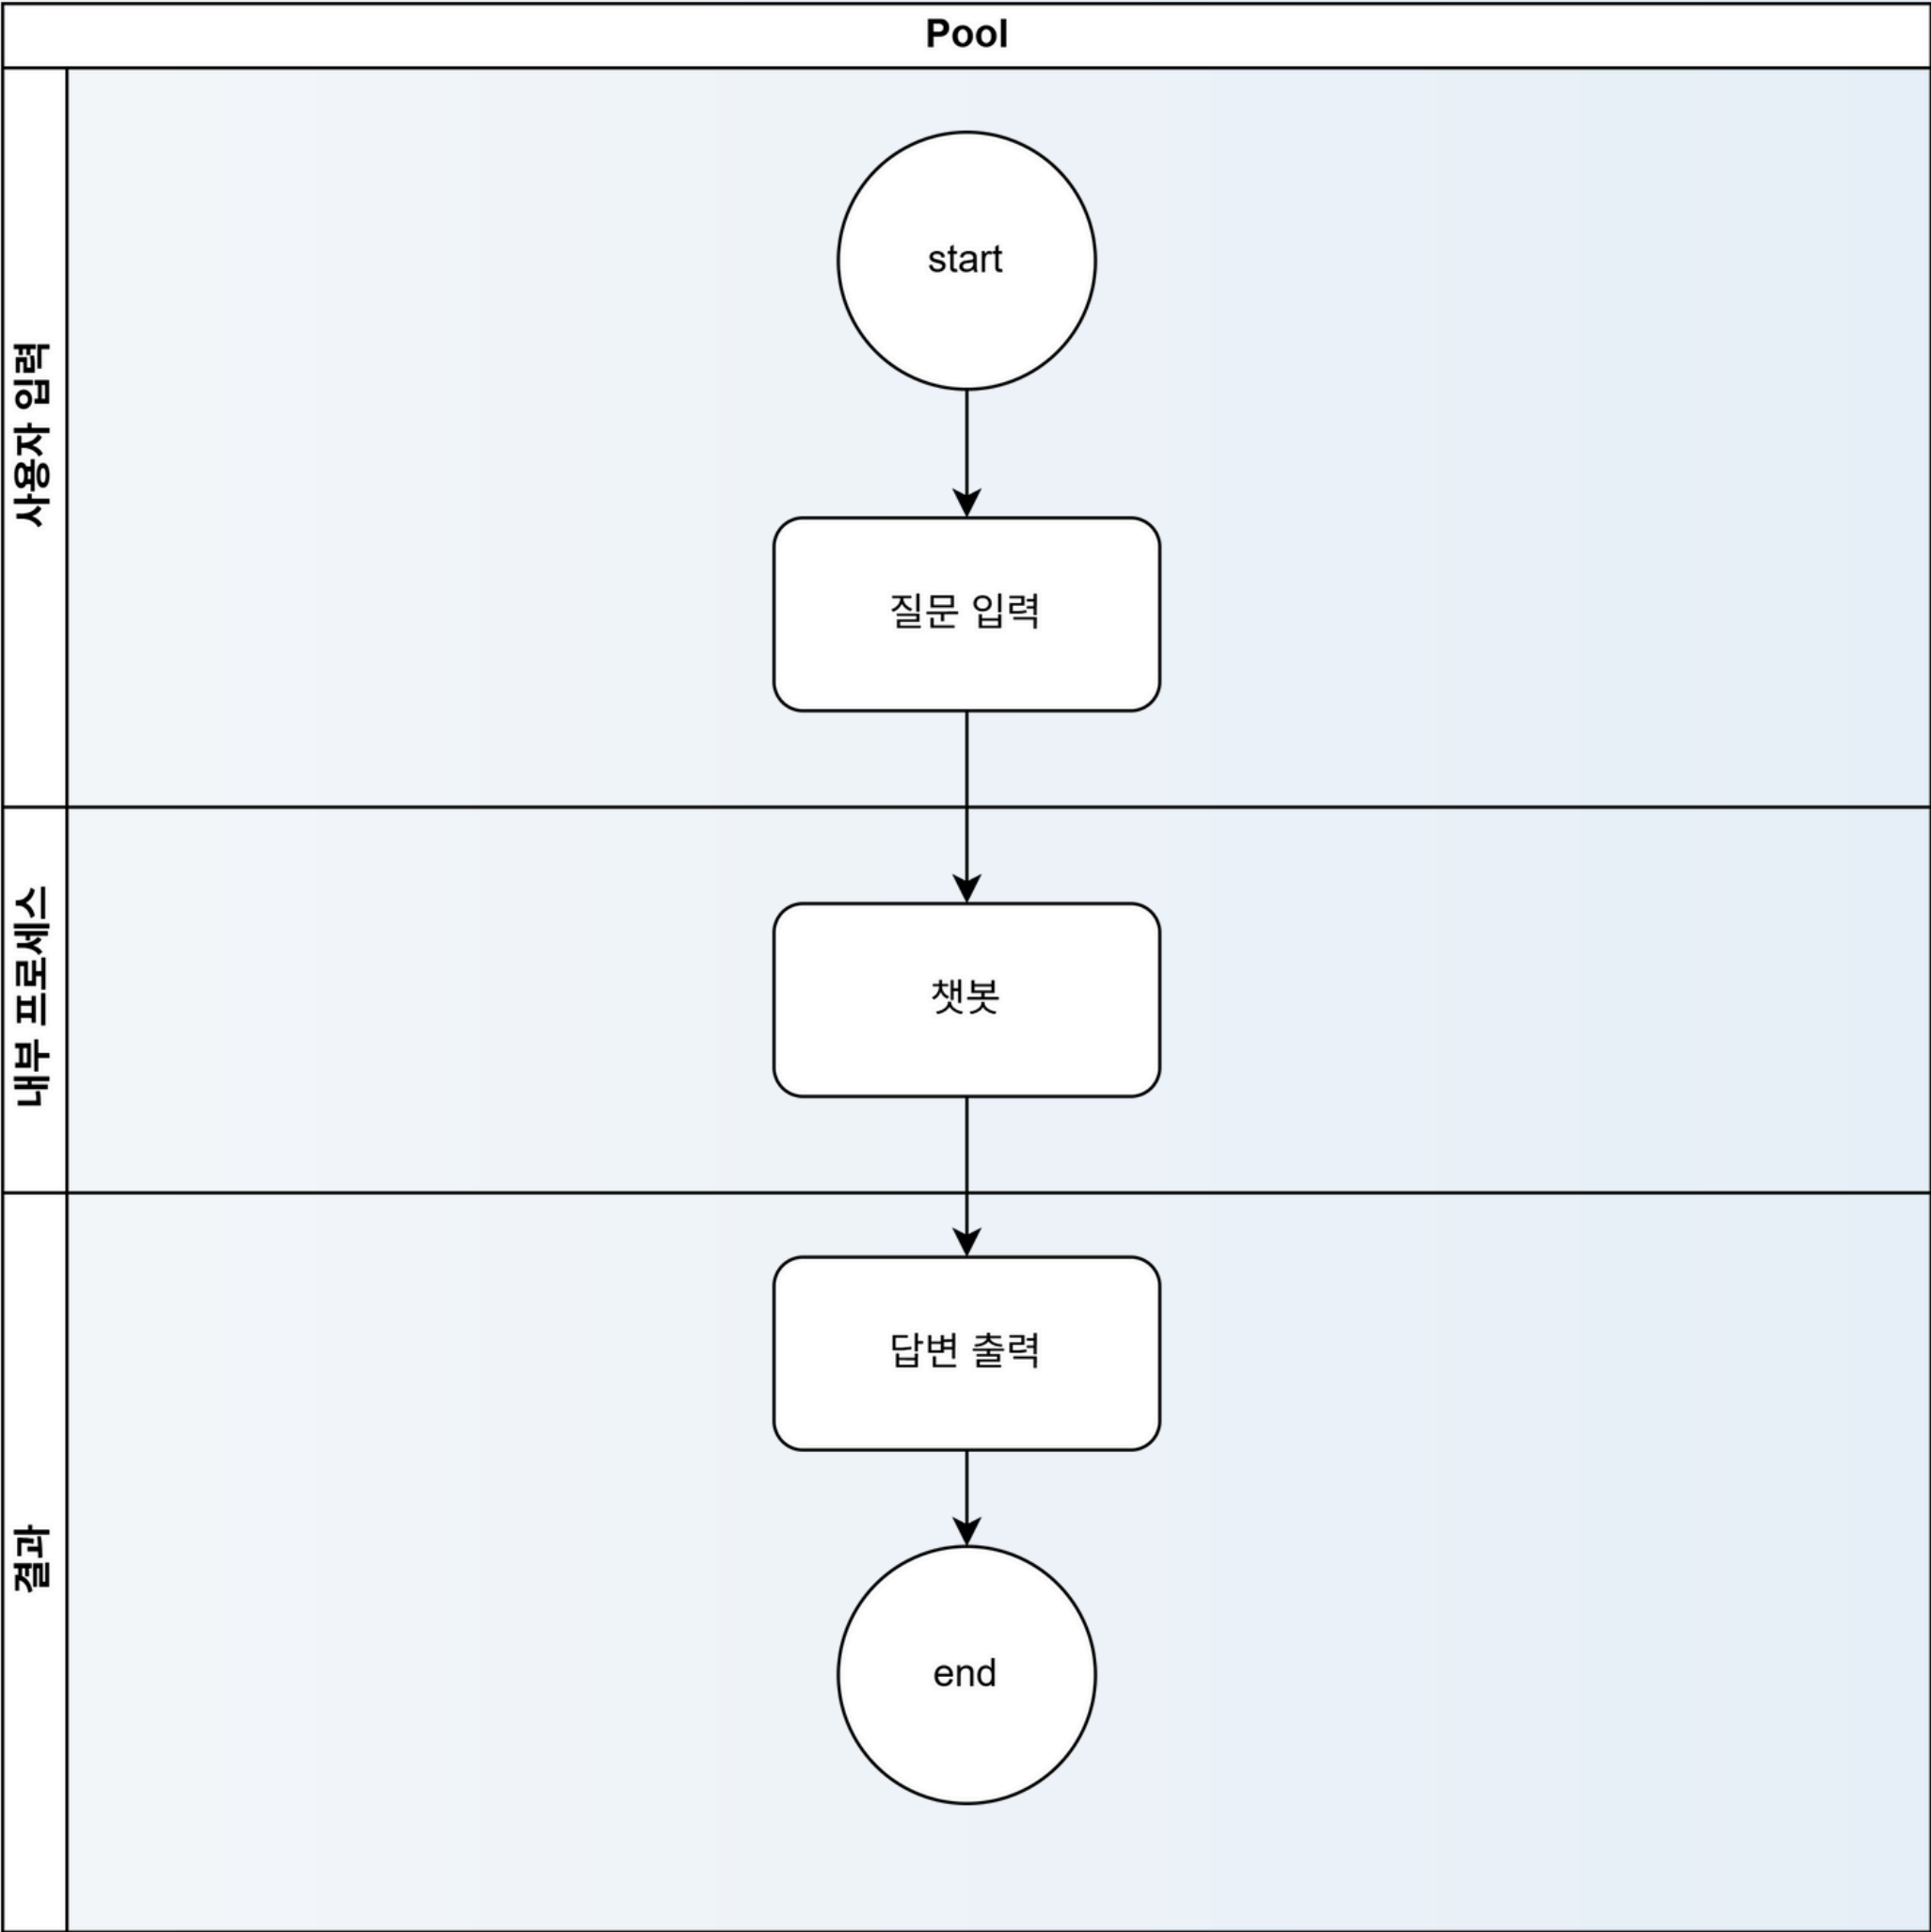 Pool
사용자 입력
start
질문 입력
내부 프로세스
챗봇
결과
답변 출력
end